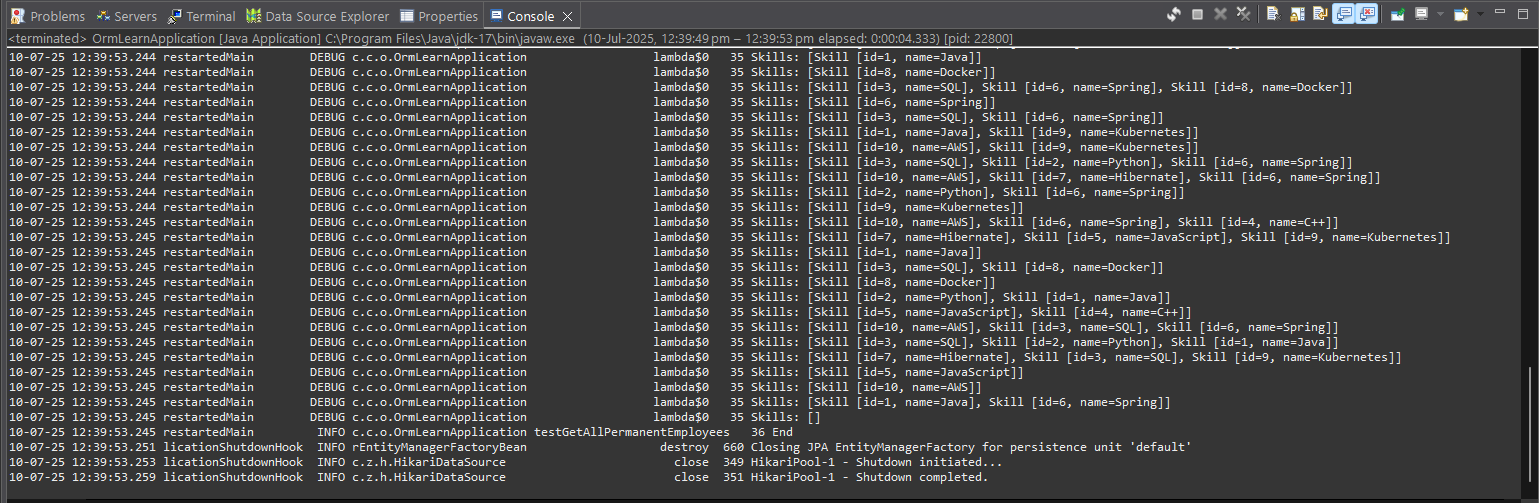 Problems Servers Terminal Data Source Explorer Properties Console
<terminated> OrmLearnApplication [Java Application] C:\Program Files\Java\jdk-17\bin\javaw.exe (10-Jul-2025, 12:39:49 pm – 12:39:53 pm elapsed: 0:00:04.333) [pid: 22800]
10-07-25 12:39:53.244 restartedMain DEBUG c.c.o.OrmLearnApplication lambda$0 35 Skills: [Skill [id=1, name=Java]]
10-07-25 12:39:53.244 restartedMain DEBUG c.c.o.OrmLearnApplication lambda$0 35 Skills: [Skill [id=8, name=Docker]]
10-07-25 12:39:53.244 restartedMain DEBUG c.c.o.OrmLearnApplication lambda$0 35 Skills: [Skill [id=3, name=SQL], Skill [id=6, name=Spring], Skill [id=8, name=Docker]]
10-07-25 12:39:53.244 restartedMain DEBUG c.c.o.OrmLearnApplication lambda$0 35 Skills: [Skill [id=6, name=Spring]]
10-07-25 12:39:53.244 restartedMain DEBUG c.c.o.OrmLearnApplication lambda$0 35 Skills: [Skill [id=3, name=SQL], Skill [id=6, name=Spring]]
10-07-25 12:39:53.244 restartedMain DEBUG c.c.o.OrmLearnApplication lambda$0 35 Skills: [Skill [id=1, name=Java], Skill [id=9, name=Kubernetes]]
10-07-25 12:39:53.244 restartedMain DEBUG c.c.o.OrmLearnApplication lambda$0 35 Skills: [Skill [id=10, name=AWS], Skill [id=9, name=Kubernetes]]
10-07-25 12:39:53.244 restartedMain DEBUG c.c.o.OrmLearnApplication lambda$0 35 Skills: [Skill [id=3, name=SQL], Skill [id=2, name=Python], Skill [id=6, name=Spring]]
10-07-25 12:39:53.244 restartedMain DEBUG c.c.o.OrmLearnApplication lambda$0 35 Skills: [Skill [id=10, name=AWS], Skill [id=7, name=Hibernate], Skill [id=6, name=Spring]]
10-07-25 12:39:53.244 restartedMain DEBUG c.c.o.OrmLearnApplication lambda$0 35 Skills: [Skill [id=2, name=Python], Skill [id=6, name=Spring]]
10-07-25 12:39:53.244 restartedMain DEBUG c.c.o.OrmLearnApplication lambda$0 35 Skills: [Skill [id=9, name=Kubernetes]]
10-07-25 12:39:53.245 restartedMain DEBUG c.c.o.OrmLearnApplication lambda$0 35 Skills: [Skill [id=10, name=AWS], Skill [id=6, name=Spring], Skill [id=4, name=C++]]
10-07-25 12:39:53.245 restartedMain DEBUG c.c.o.OrmLearnApplication lambda$0 35 Skills: [Skill [id=7, name=Hibernate], Skill [id=5, name=JavaScript], Skill [id=9, name=Kubernetes]]
10-07-25 12:39:53.245 restartedMain DEBUG c.c.o.OrmLearnApplication lambda$0 35 Skills: [Skill [id=1, name=Java]]
10-07-25 12:39:53.245 restartedMain DEBUG c.c.o.OrmLearnApplication lambda$0 35 Skills: [Skill [id=3, name=SQL], Skill [id=8, name=Docker]]
10-07-25 12:39:53.245 restartedMain DEBUG c.c.o.OrmLearnApplication lambda$0 35 Skills: [Skill [id=8, name=Docker]]
10-07-25 12:39:53.245 restartedMain DEBUG c.c.o.OrmLearnApplication lambda$0 35 Skills: [Skill [id=2, name=Python], Skill [id=1, name=Java]]
10-07-25 12:39:53.245 restartedMain DEBUG c.c.o.OrmLearnApplication lambda$0 35 Skills: [Skill [id=5, name=JavaScript], Skill [id=4, name=C++]]
10-07-25 12:39:53.245 restartedMain DEBUG c.c.o.OrmLearnApplication lambda$0 35 Skills: [Skill [id=10, name=AWS], Skill [id=3, name=SQL], Skill [id=6, name=Spring]]
10-07-25 12:39:53.245 restartedMain DEBUG c.c.o.OrmLearnApplication lambda$0 35 Skills: [Skill [id=3, name=SQL], Skill [id=2, name=Python], Skill [id=1, name=Java]]
10-07-25 12:39:53.245 restartedMain DEBUG c.c.o.OrmLearnApplication lambda$0 35 Skills: [Skill [id=7, name=Hibernate], Skill [id=3, name=SQL], Skill [id=9, name=Kubernetes]]
10-07-25 12:39:53.245 restartedMain DEBUG c.c.o.OrmLearnApplication lambda$0 35 Skills: [Skill [id=5, name=JavaScript]]
10-07-25 12:39:53.245 restartedMain DEBUG c.c.o.OrmLearnApplication lambda$0 35 Skills: [Skill [id=10, name=AWS]]
10-07-25 12:39:53.245 restartedMain DEBUG c.c.o.OrmLearnApplication lambda$0 35 Skills: [Skill [id=1, name=Java], Skill [id=6, name=Spring]]
10-07-25 12:39:53.245 restartedMain DEBUG c.c.o.OrmLearnApplication lambda$0 35 Skills: []
10-07-25 12:39:53.245 restartedMain INFO c.c.o.OrmLearnApplication testGetAllPermanentEmployees 36 End
10-07-25 12:39:53.251 licationShutdownHook INFO rEntityManagerFactoryBean destroy 660 Closing JPA EntityManagerFactory for persistence unit 'default'
10-07-25 12:39:53.253 licationShutdownHook INFO c.z.h.HikariDataSource close 349 HikariPool-1 - Shutdown initiated...
10-07-25 12:39:53.259 licationShutdownHook INFO c.z.h.HikariDataSource close 351 HikariPool-1 - Shutdown completed.